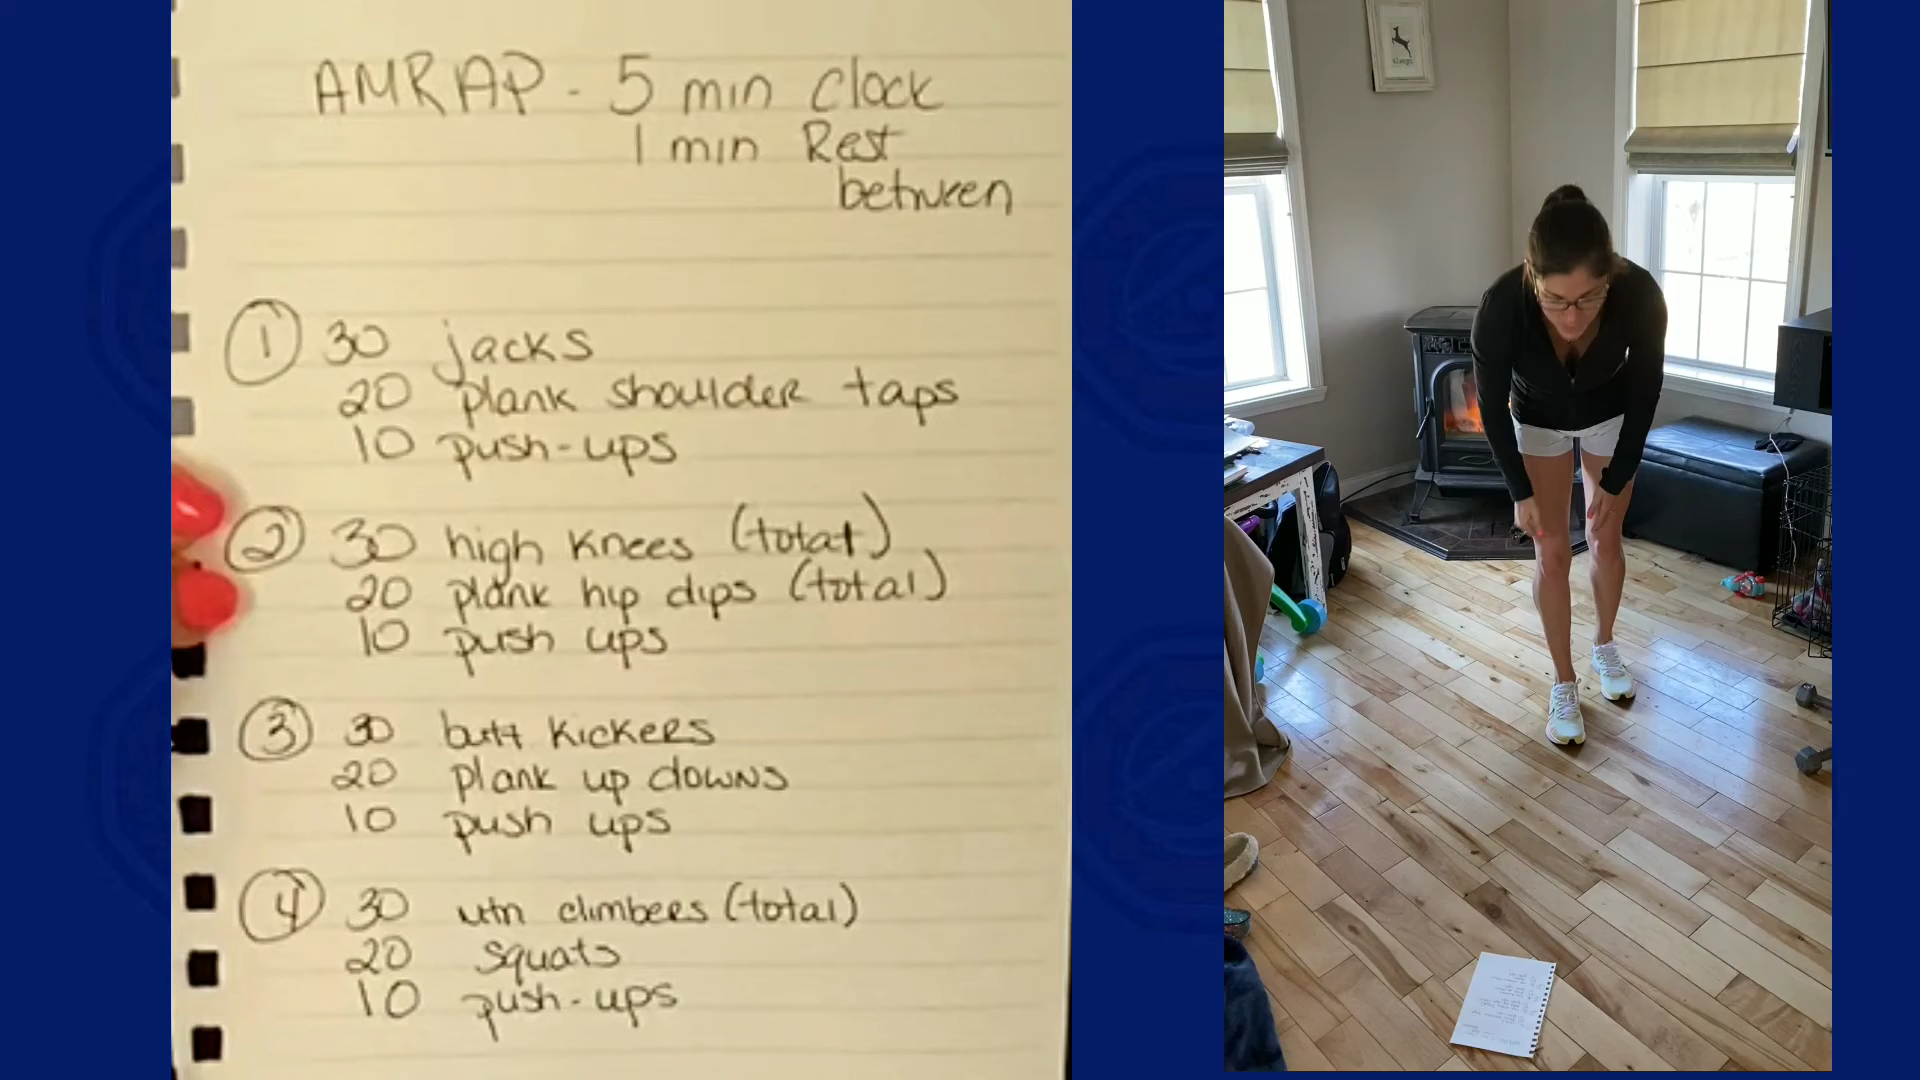 AMRAP - 5 min Clock
1 min Rest
between
① 30 jacks
20 plank shoulder taps
10 push-ups
② 30 high knees (total)
20 plank hip dips (total)
10 push ups
③ 30 butt kickers
20 plank up downs
10 push ups
④ 30 mtn climbers (total)
20 squats
10 push-ups